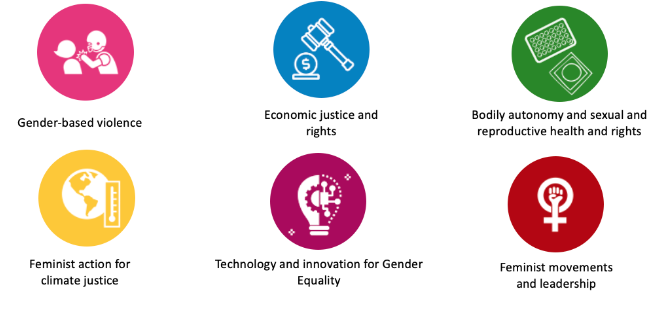 Gender-based violence
Economic justice and
rights
Bodily autonomy and sexual and
reproductive health and rights
Feminist action for
climate justice
Technology and innovation for Gender
Equality
Feminist movements
and leadership